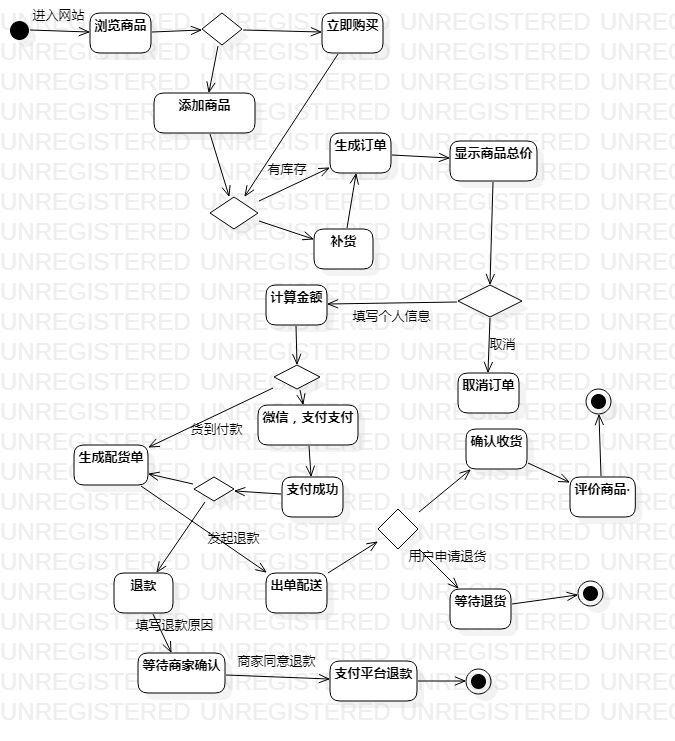 进入网站
浏览商品
立即购买
添加商品
生成订单
显示商品总价
有库存
补货
计算金额
填写个人信息
取消
取消订单
微信，支付支付
货到付款
确认收货
生成配货单
支付成功
评价商品·
发起退款
用户申请退货
退款
出单配送
等待退货
填写退款原因
等待商家确认
商家同意退款
支付平台退款
UNREGISTERED